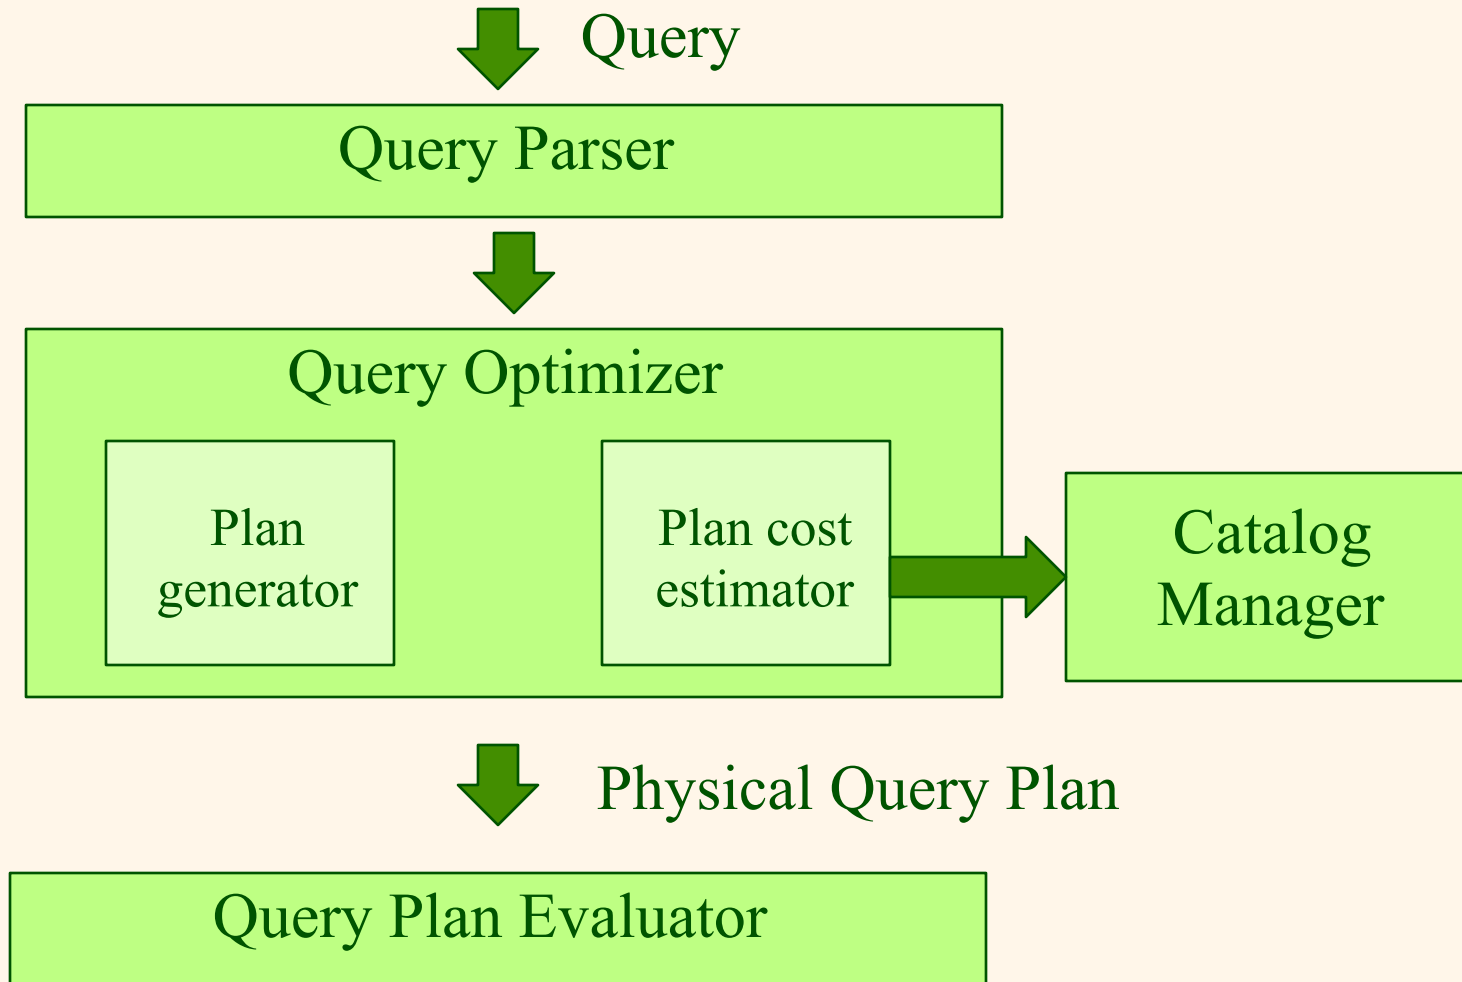 Query
Query Parser
Query Optimizer
Plan
generator
Plan cost
estimator
Catalog
Manager
Physical Query Plan
Query Plan Evaluator